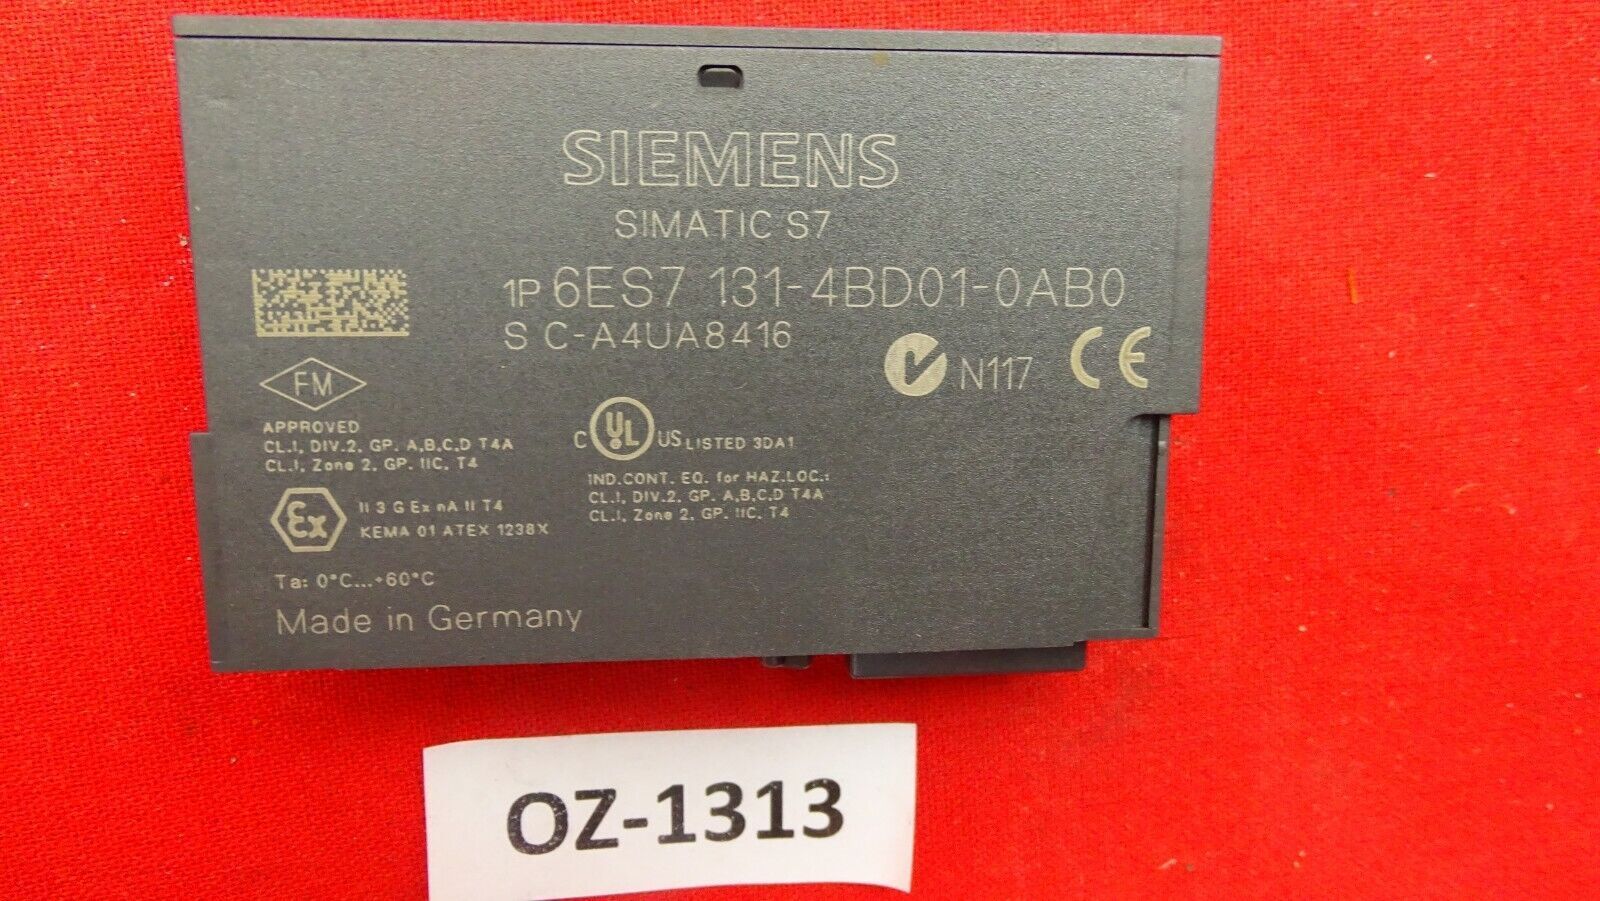 SIEMENS
SIMATIC S7
1P 6ES7 131-4BD01-0AB0
S C-A4UA8416
N117 CE
FM
APPROVED
CL.I, DIV.2, GP. A,B,C,D T4A
CL.I, Zone 2, GP. IIC, T4
C UL US LISTED 3DA1
IND.CONT. EQ. for HAZ.LOC.:
CL.I, DIV.2, GP. A,B,C,D T4A
CL.I, Zone 2, GP. IIC, T4
Ex II 3 G Ex nA II T4
KEMA 01 ATEX 1238X
Ta: 0°C...+60°C
Made in Germany
OZ-1313